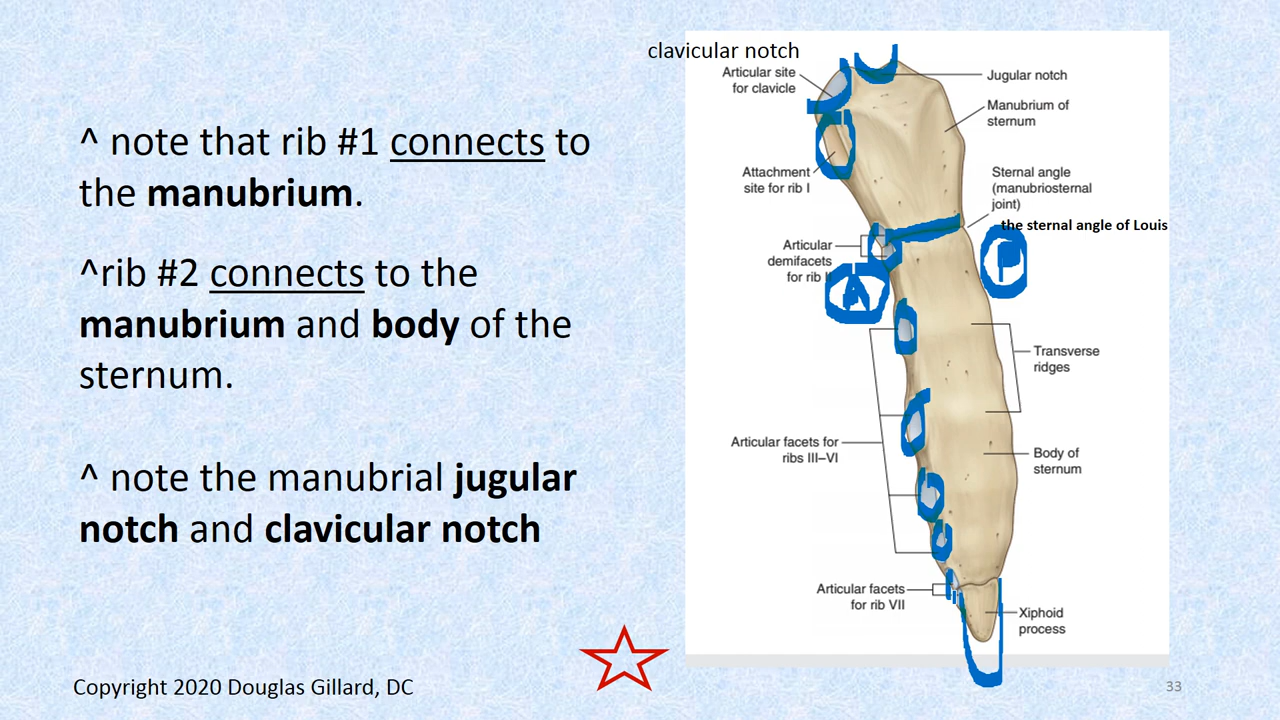 ^ note that rib #1 connects to
the manubrium.
^rib #2 connects to the
manubrium and body of the
sternum.
^ note the manubrial jugular
notch and clavicular notch
Copyright 2020 Douglas Gillard, DC
clavicular notch
Articular site
for clavicle
Attachment
site for rib I
Articular
demifacets
for rib
A
Articular facets for
ribs III–VI
Articular facets
for rib VII
Jugular notch
Manubrium of
sternum
Sternal angle
(manubriosternal
joint)
the sternal angle of Louis
P
Transverse
ridges
Body of
sternum
Xiphoid
process
33